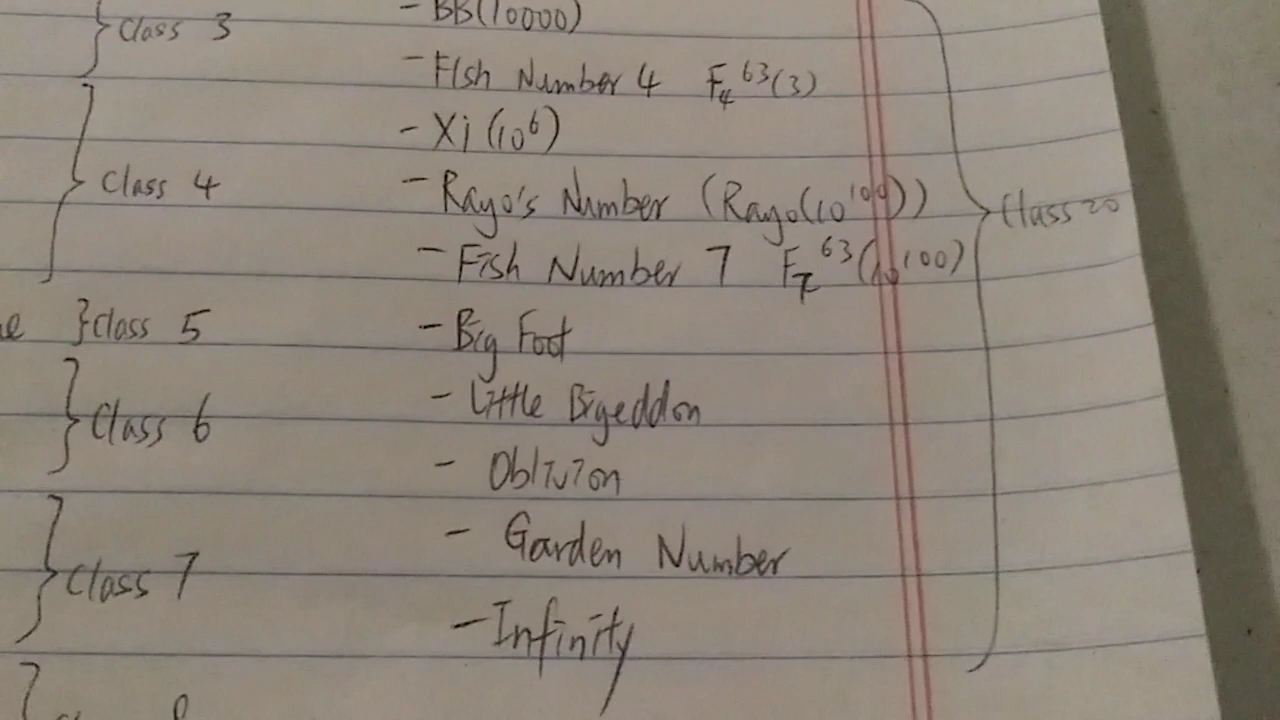 Class 3
- BB(10000)
- Fish Number 4 F₄⁶³(3)
- Xi(10⁶)
Class 4
- Rayo's Number (Rayo(10¹⁰⁰))
Class 20
- Fish Number 7 F₇⁶³(10¹⁰⁰)
Class 5
- Big Foot
- Little Bigeddon
Class 6
- Oblivion
- Garden Number
Class 7
- Infinity